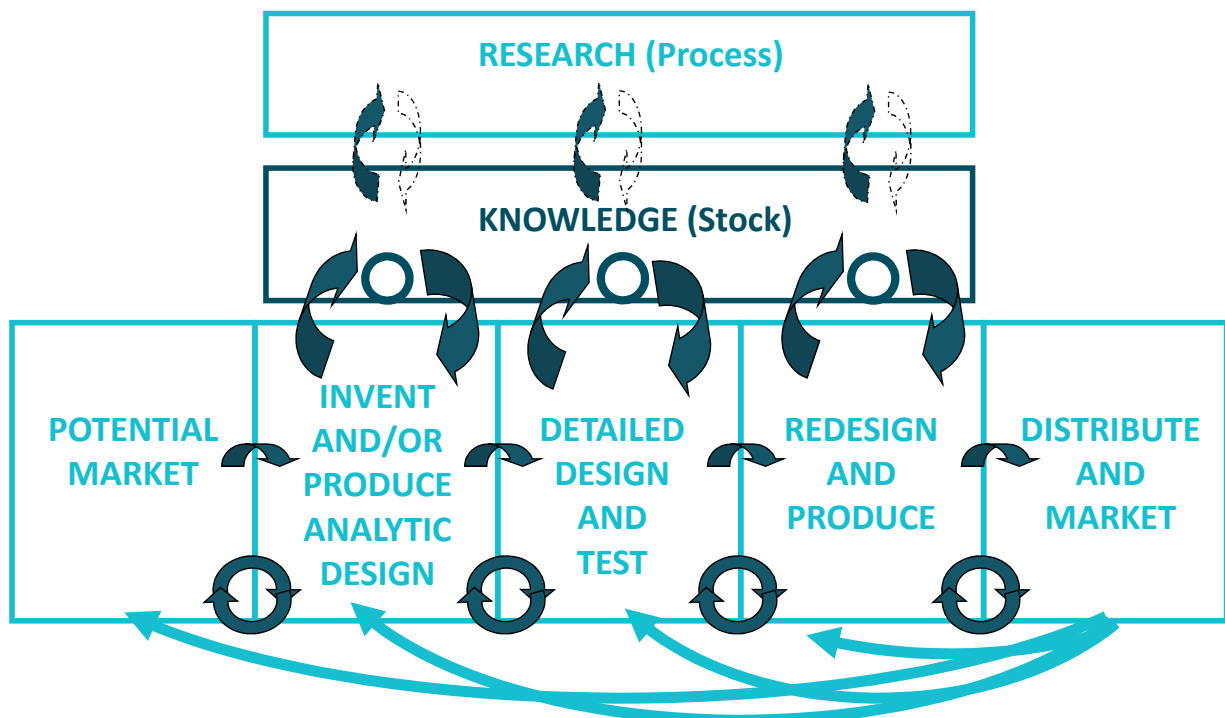 RESEARCH (Process)
KNOWLEDGE (Stock)
POTENTIAL
MARKET
INVENT
AND/OR
PRODUCE
ANALYTIC
DESIGN
DETAILED
DESIGN
AND
TEST
REDESIGN
AND
PRODUCE
DISTRIBUTE
AND
MARKET